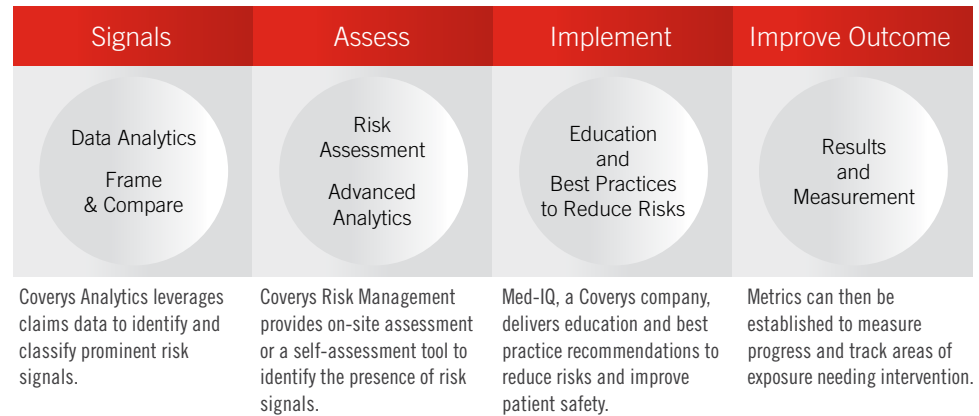 Signals
Data Analytics
Frame
& Compare
Coverys Analytics leverages
claims data to identify and
classify prominent risk
signals.
Assess
Risk
Assessment
Advanced
Analytics
Coverys Risk Management
provides on-site assessment
or a self-assessment tool to
identify the presence of risk
signals.
Implement
Education
and
Best Practices
to Reduce Risks
Med-IQ, a Coverys company,
delivers education and best
practice recommendations to
reduce risks and improve
patient safety.
Improve Outcome
Results
and
Measurement
Metrics can then be
established to measure
progress and track areas of
exposure needing intervention.